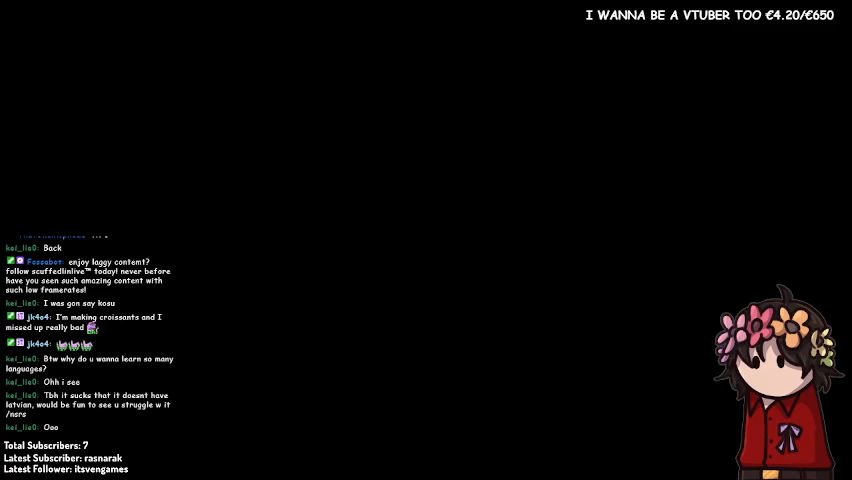 I WANNA BE A VTUBER TOO €4.20/€650
kei_lie0: Back
Fossabot: enjoy laggy content?
follow scuffedlinlive™ today! never before
have you seen such amazing content with
such low framerates!
kei_lie0: I was gon say kosu
jk4o4: I'm making croissants and I
missed up really bad
jk4o4:
kei_lie0: Btw why do u wanna learn so many
languages?
kei_lie0: Ohh i see
kei_lie0: Tbh it sucks that it doesnt have
latvian, would be fun to see u struggle w it
/nsrs
kei_lie0: Ooo
Total Subscribers: 7
Latest Subscriber: rasnarak
Latest Follower: itsvengames